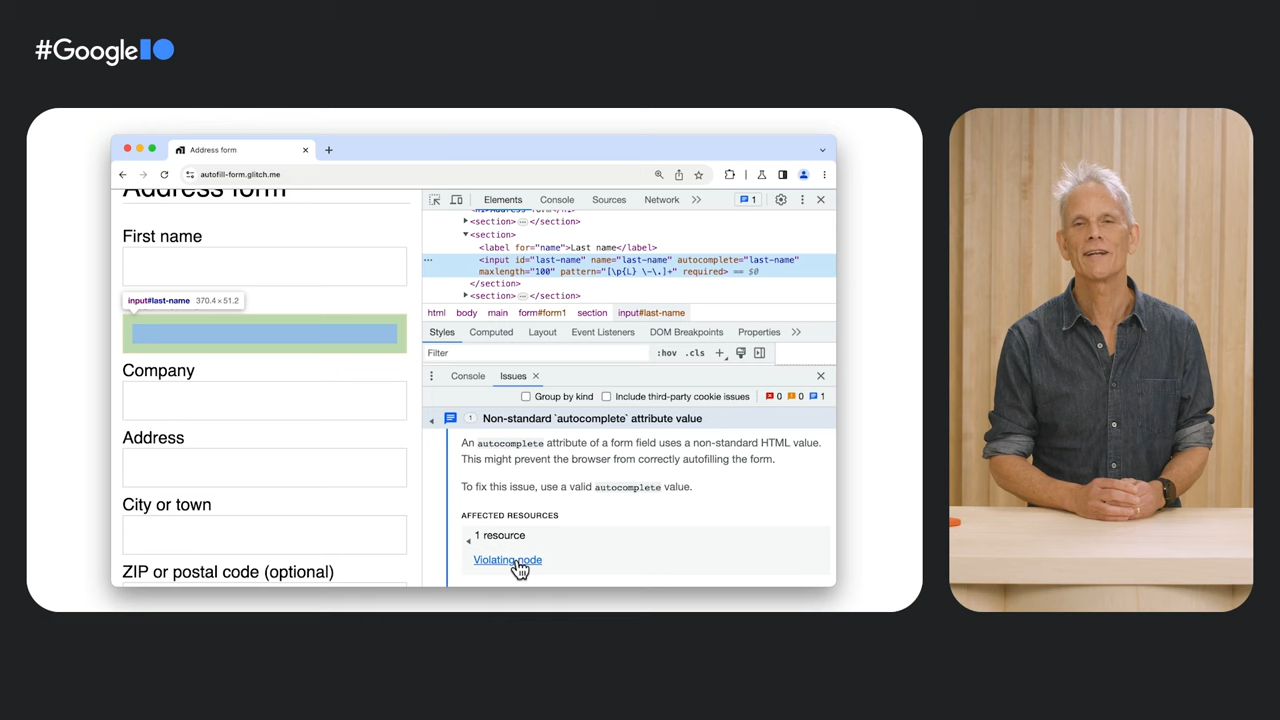 #GoogleIO
Address form
autofill-form.glitch.me
Address form
First name
input#last-name 370.4×51.2
Company
Address
City or town
ZIP or postal code (optional)
Elements Console Sources Network
1
<section> … </section>
<section>
<label for="name">Last name</label>
<input id="last-name" name="last-name" autocomplete="last-name"
maxlength="100" pattern="[\p{L} \-\.]+" required> == $0
</section>
<section> … </section>
html body main form#form1 section input#last-name
Styles Computed Layout Event Listeners DOM Breakpoints Properties
Filter :hov .cls
Console Issues
Group by kind Include third-party cookie issues 0 0 1
1 Non-standard `autocomplete` attribute value
An autocomplete attribute of a form field uses a non-standard HTML value.
This might prevent the browser from correctly autofilling the form.
To fix this issue, use a valid autocomplete value.
AFFECTED RESOURCES
1 resource
Violating node